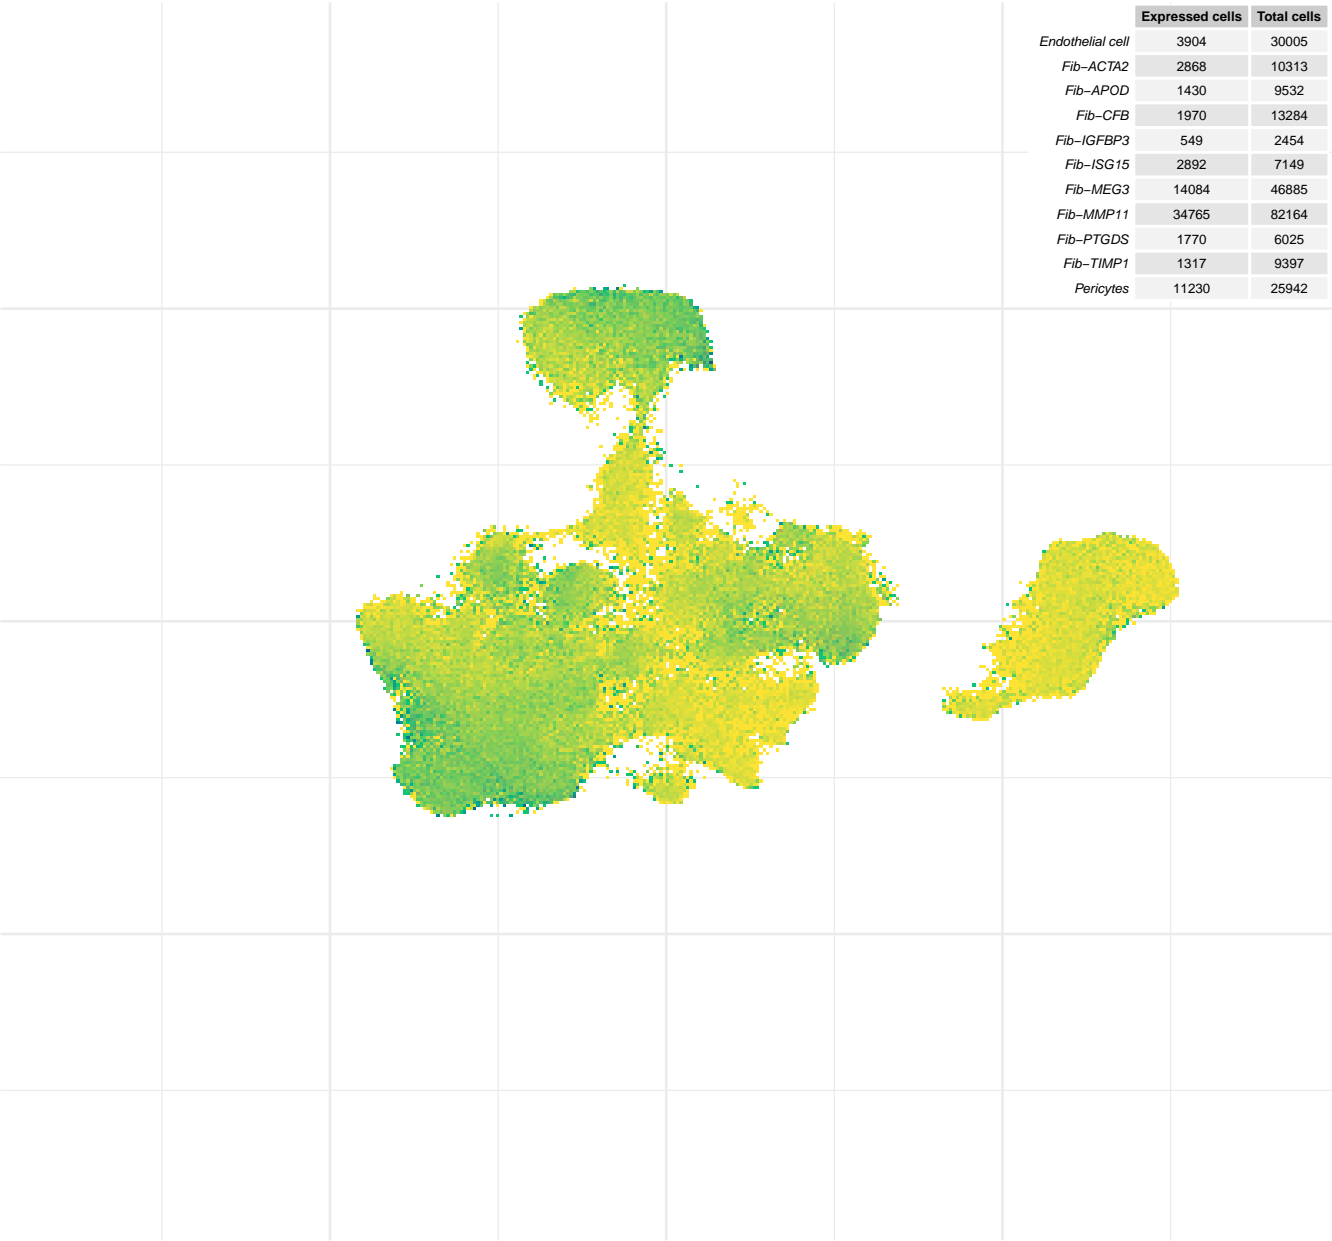 Expressed cells Total cells
Endothelial cell 3904 30005
Fib−ACTA2 2868 10313
Fib−APOD 1430 9532
Fib−CFB 1970 13284
Fib−IGFBP3 549 2454
Fib−ISG15 2892 7149
Fib−MEG3 14084 46885
Fib−MMP11 34765 82164
Fib−PTGDS 1770 6025
Fib−TIMP1 1317 9397
Pericytes 11230 25942